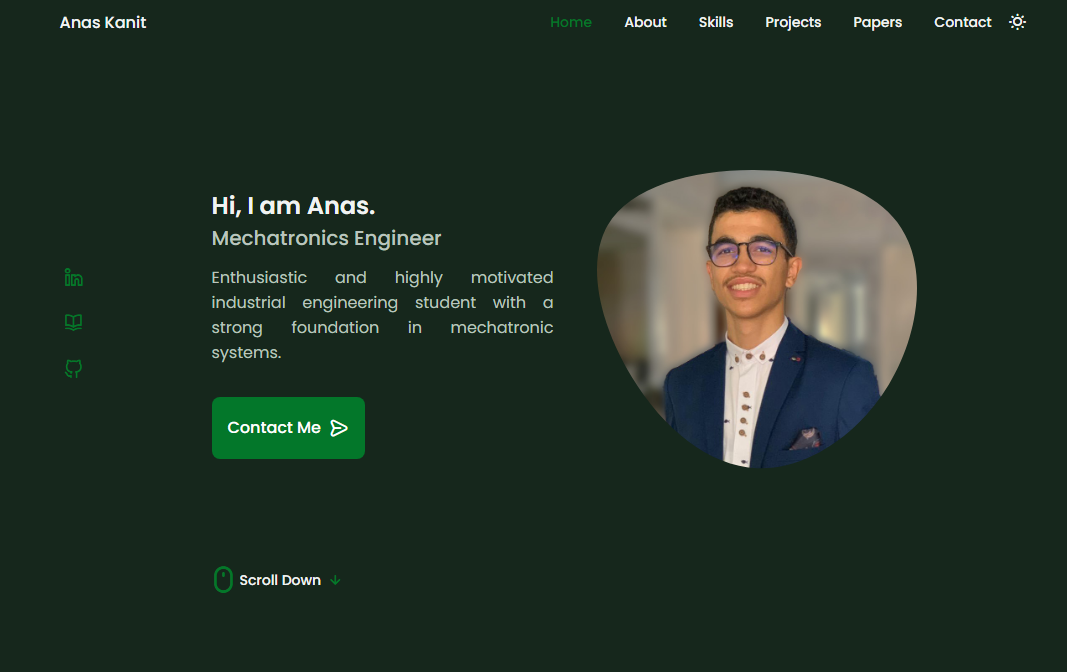 Anas Kanit
Home About Skills Projects Papers Contact
Hi, I am Anas.
Mechatronics Engineer
Enthusiastic and highly motivated
industrial engineering student with a
strong foundation in mechatronic
systems.
Contact Me
Scroll Down